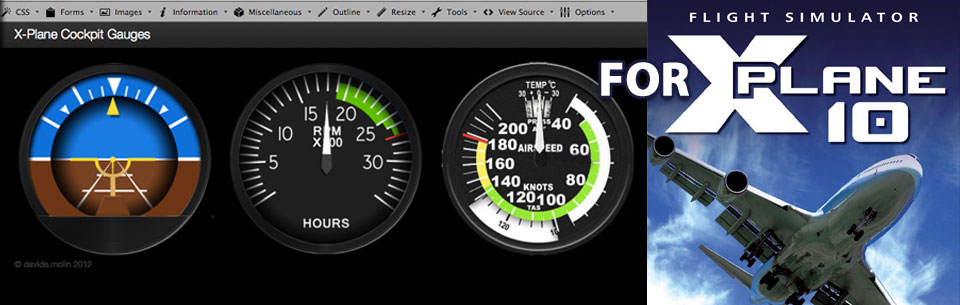 CSS Forms Images Information Miscellaneous Outline Resize Tools View Source Options
X-Plane Cockpit Gauges
5
10
15
20
25
30
RPM
X100
HOURS
TEMP °C
30 0 30
PRESS
AIRSPEED
40
60
80
100
120
140
160
180
200
KNOTS
TAS
120
© davide.molin 2012
FLIGHT SIMULATOR
FOR X PLANE
10